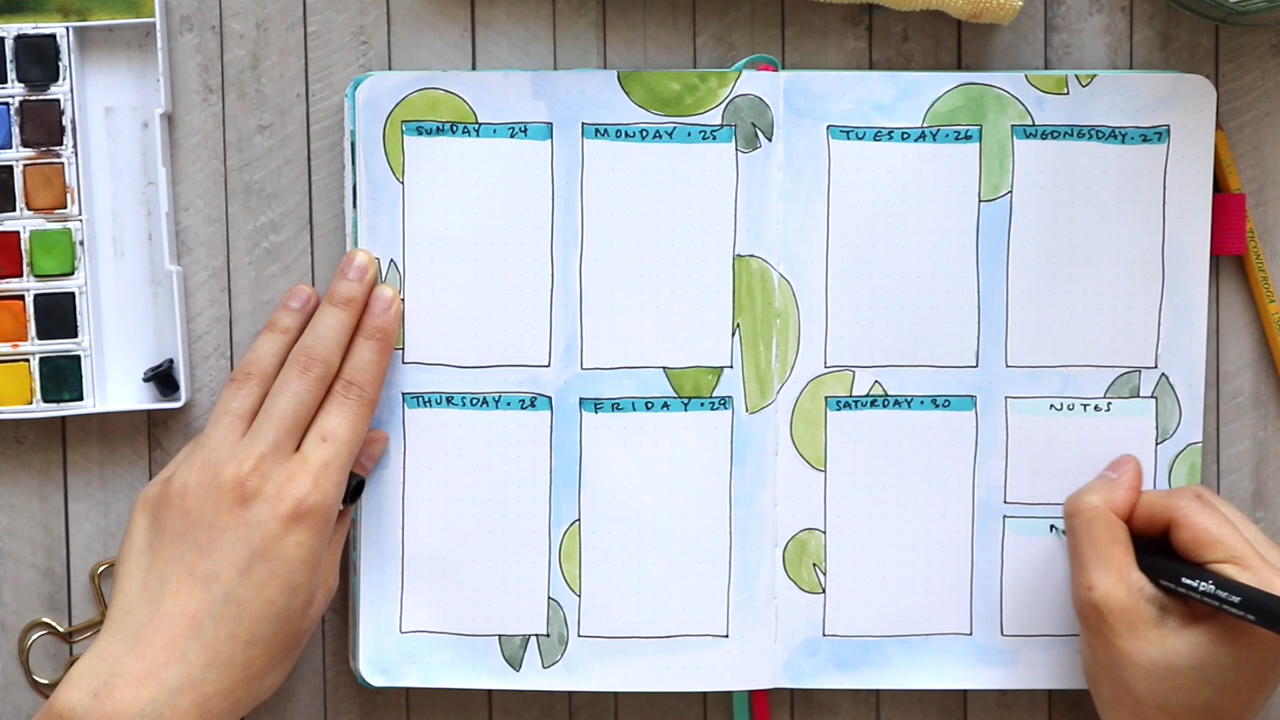 SUNDAY • 24
MONDAY • 25
TUESDAY • 26
WEDNESDAY • 27
THURSDAY • 28
FRIDAY • 29
SATURDAY • 30
NOTES
TICONDEROGA
uni pin FINE LINE